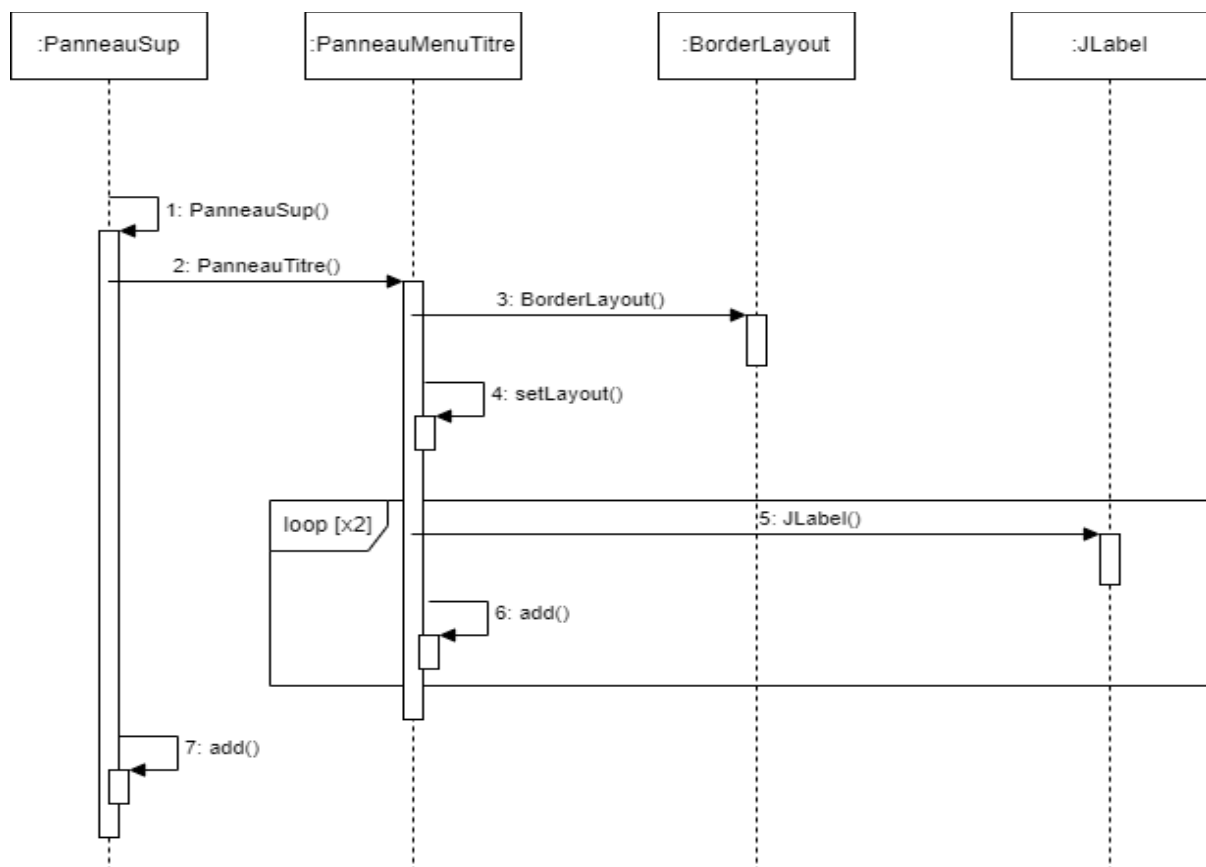 :PanneauSup
:PanneauMenuTitre
:BorderLayout
:JLabel
1: PanneauSup()
2: PanneauTitre()
3: BorderLayout()
4: setLayout()
loop [x2]
5: JLabel()
6: add()
7: add()